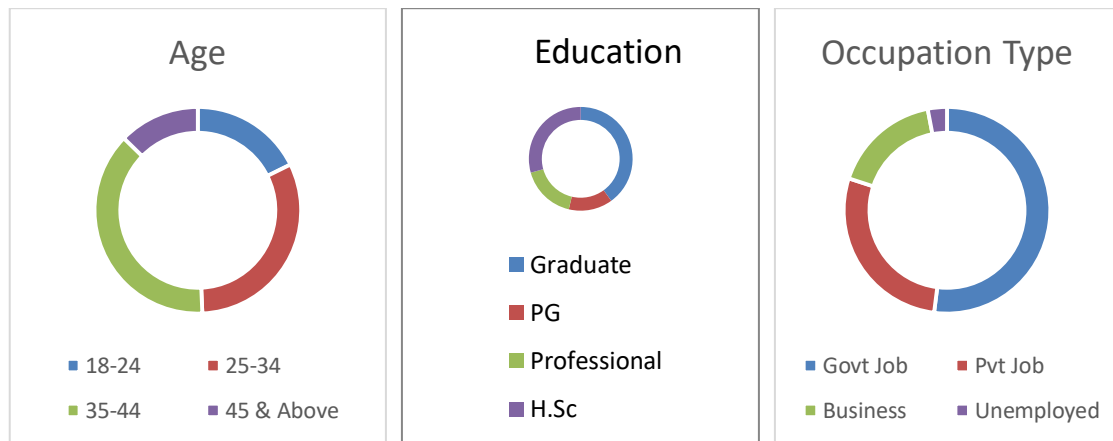 Age
18-24 25-34
35-44 45 & Above
Education
Graduate
PG
Professional
H.Sc
Occupation Type
Govt Job Pvt Job
Business Unemployed